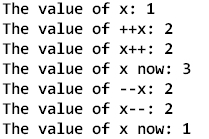 The value of x: 1
The value of ++x: 2
The value of x++: 2
The value of x now: 3
The value of --x: 2
The value of x--: 2
The value of x now: 1